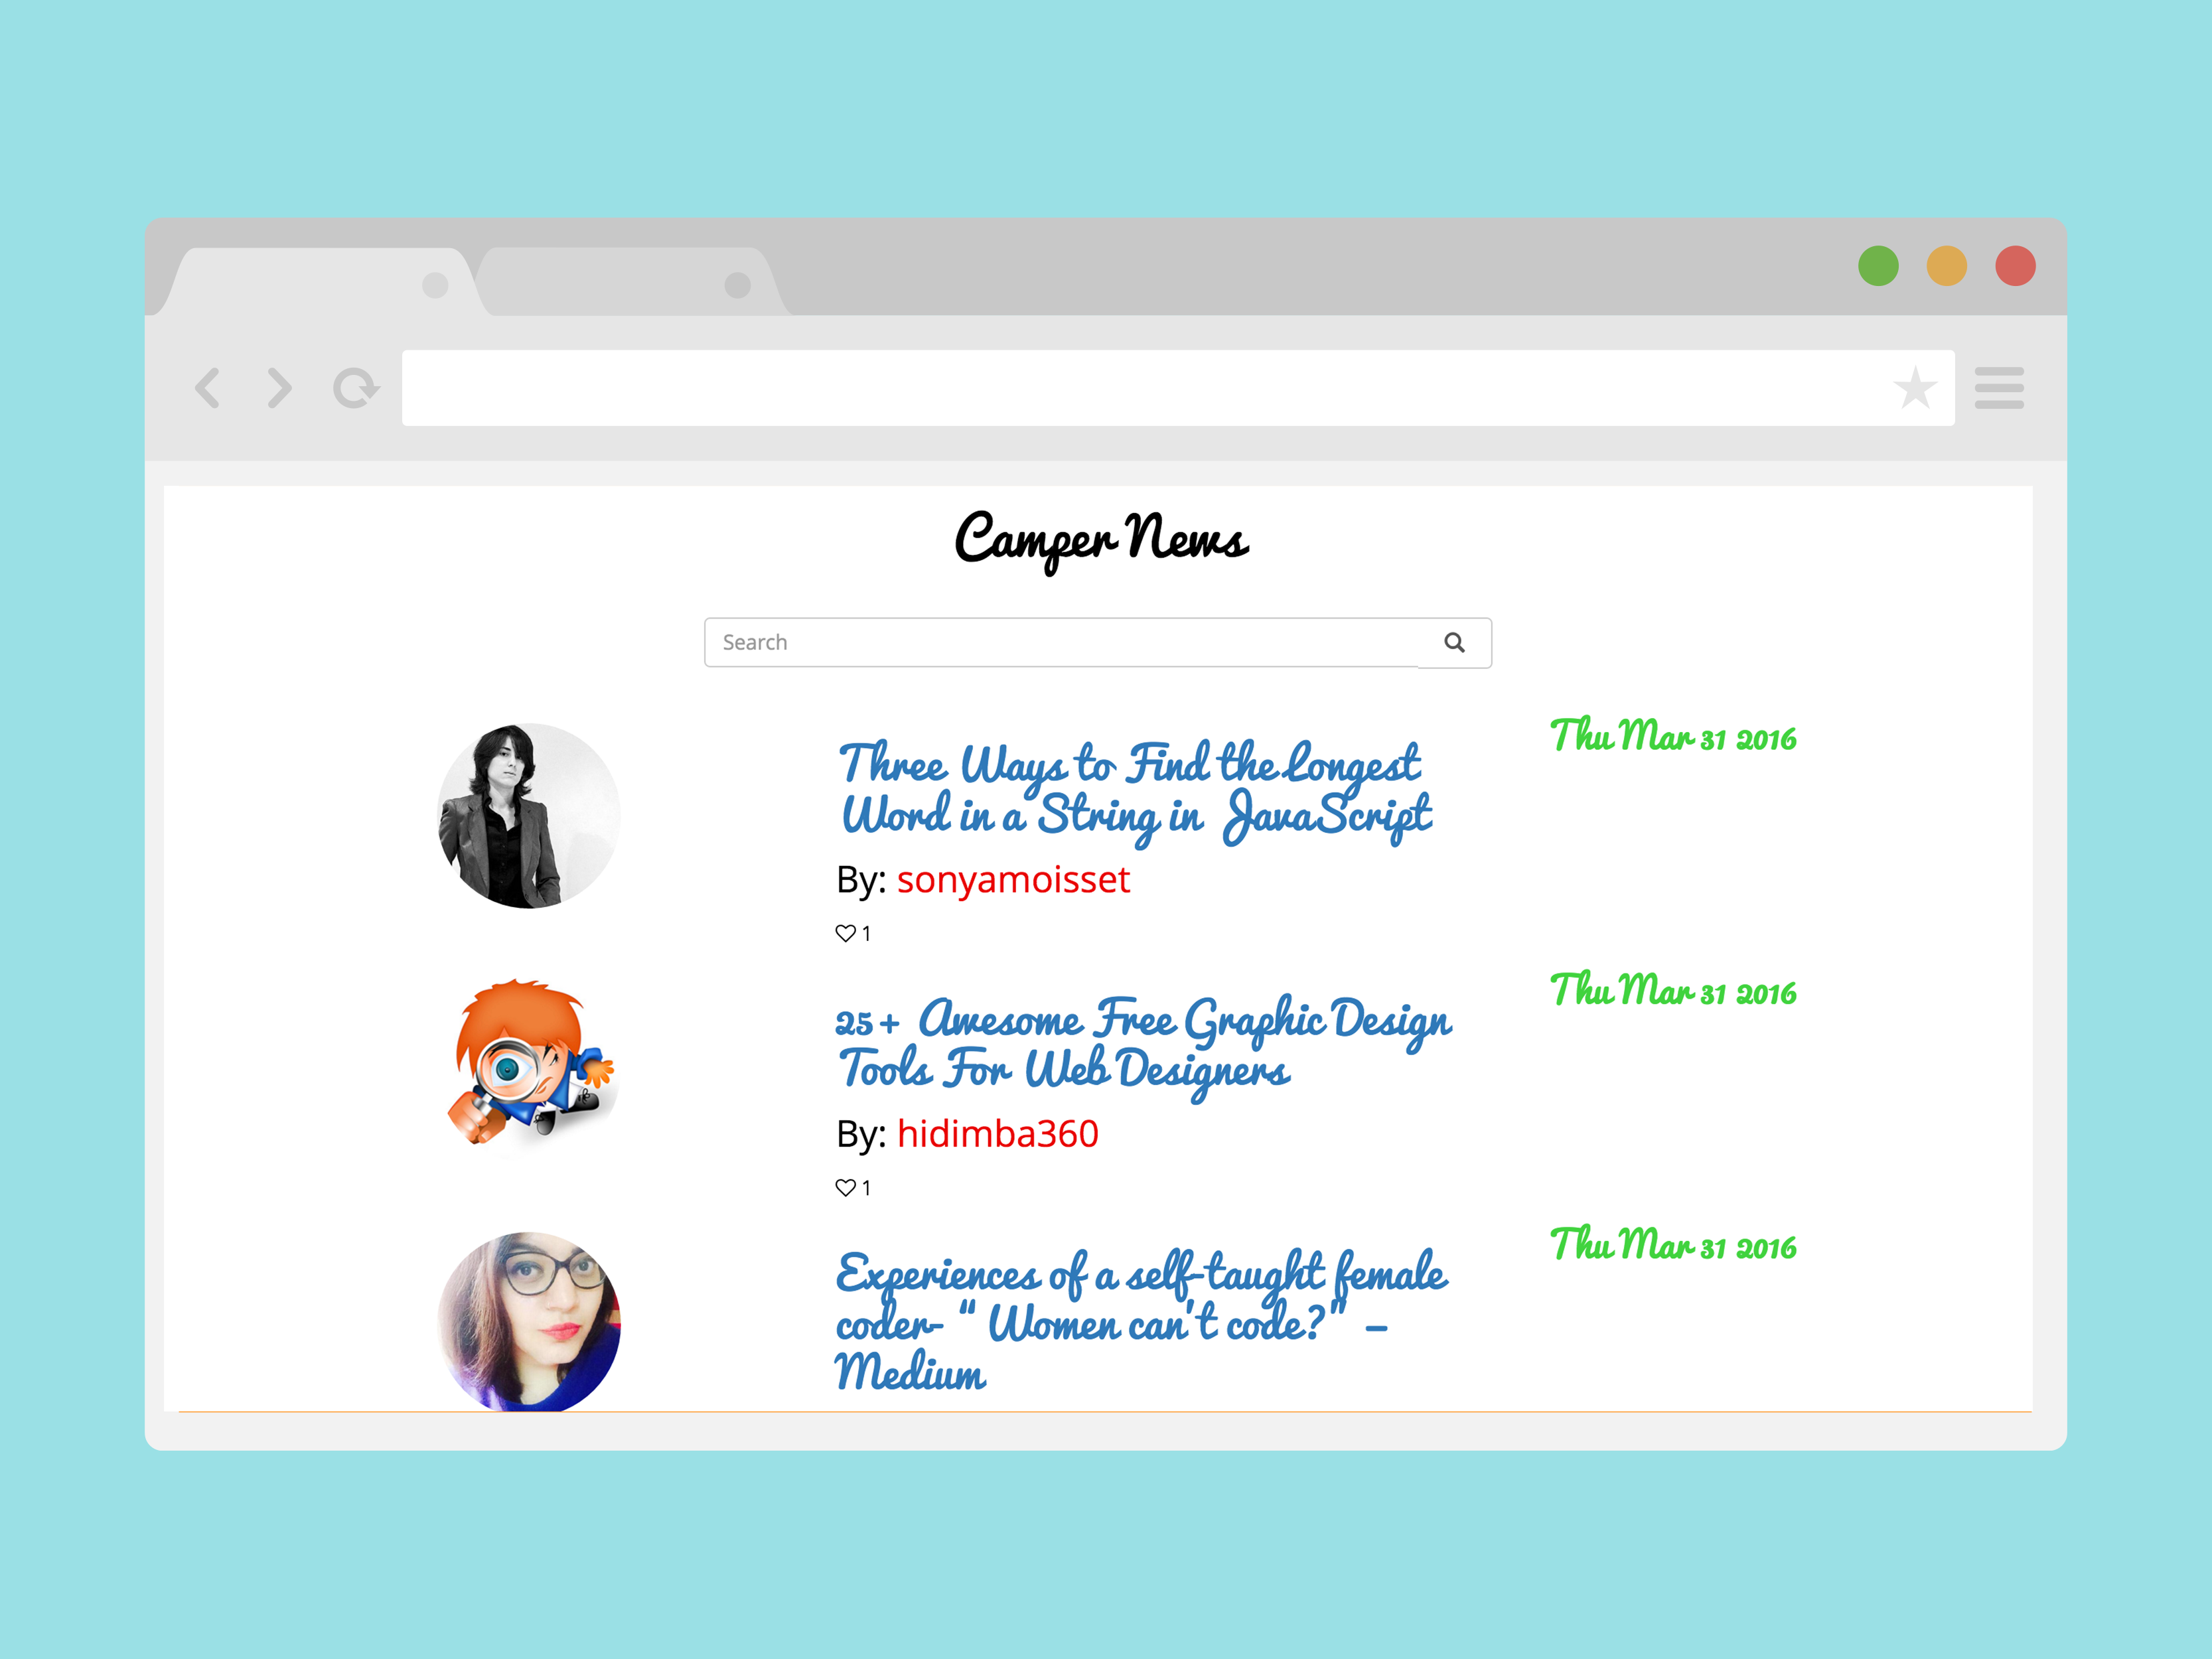 Camper News
Search
Thu Mar 31 2016
Three Ways to Find the Longest
Word in a String in JavaScript
By: sonyamoisset
1
Thu Mar 31 2016
25+ Awesome Free Graphic Design
Tools For Web Designers
By: hidimba360
1
Thu Mar 31 2016
Experiences of a self-taught female
coder- “Women can't code?” –
Medium